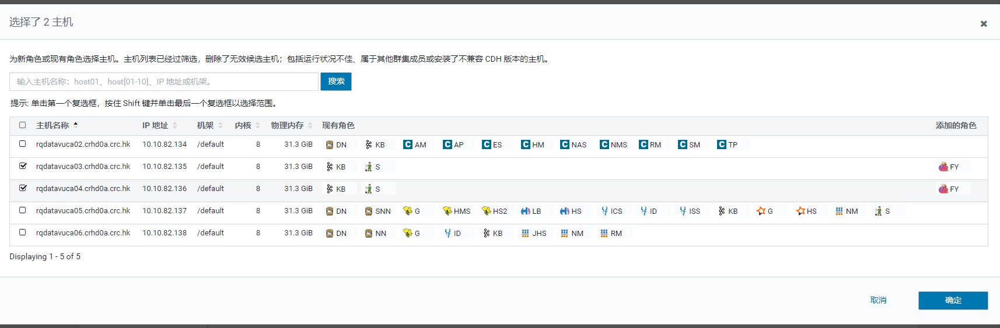 选择了 2 主机
为新角色或现有角色选择主机。主机列表已经过筛选，删除了无效候选主机；包括运行状况不佳、属于其他群集成员或安装了不兼容 CDH 版本的主机。
输入主机名称：host01、host[01-10]、IP 地址或机架。 搜索
提示: 单击第一个复选框，按住 Shift 键并单击最后一个复选框以选择范围。
主机名称 IP 地址 机架 内核 物理内存 现有角色 添加的角色
rqdatavuca02.crhd0a.crc.hk 10.10.82.134 /default 8 31.3 GiB DN KB C AM C AP C ES C HM C NAS C NMS C RM C SM C TP
rqdatavuca03.crhd0a.crc.hk 10.10.82.135 /default 8 31.3 GiB KB S FY
rqdatavuca04.crhd0a.crc.hk 10.10.82.136 /default 8 31.3 GiB KB S FY
rqdatavuca05.crhd0a.crc.hk 10.10.82.137 /default 8 31.3 GiB DN SNN G HMS HS2 LB HS ICS ID ISS KB G HS NM S
rqdatavuca06.crhd0a.crc.hk 10.10.82.138 /default 8 31.3 GiB DN NN G ID KB JHS NM RM
Displaying 1 - 5 of 5
取消 确定